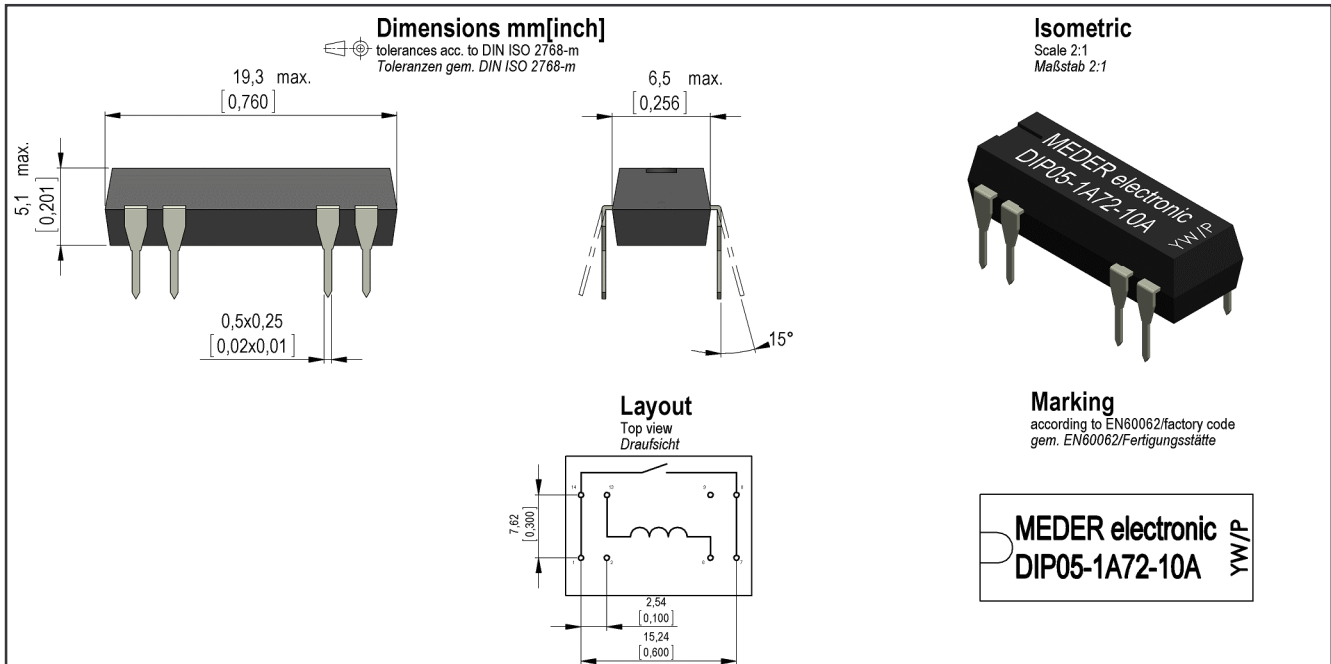 Dimensions mm[inch]
tolerances acc. to DIN ISO 2768-m
Toleranzen gem. DIN ISO 2768-m
19,3 max.
[0,760]
5,1 max.
[0,201]
0,5x0,25
[0,02x0,01]
6,5 max.
[0,256]
15°
Isometric
Scale 2:1
Maßstab 2:1
MEDER electronic
DIP05-1A72-10A
YW/P
Layout
Top view
Draufsicht
14
13
9
8
7,62
[0,300]
1
2
6
7
2,54
[0,100]
15,24
[0,600]
Marking
according to EN60062/factory code
gem. EN60062/Fertigungsstätte
MEDER electronic
DIP05-1A72-10A
YW/P